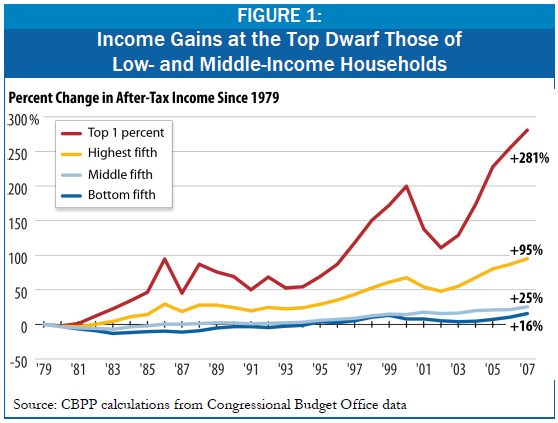 FIGURE 1:
Income Gains at the Top Dwarf Those of
Low- and Middle-Income Households
Percent Change in After-Tax Income Since 1979
300%
250
200
150
100
50
0
-50
Top 1 percent
Highest fifth
Middle fifth
Bottom fifth
+281%
+95%
+25%
+16%
'79 '81 '83 '85 '87 '89 '91 '93 '95 '97 '99 '01 '03 '05 '07
Source: CBPP calculations from Congressional Budget Office data